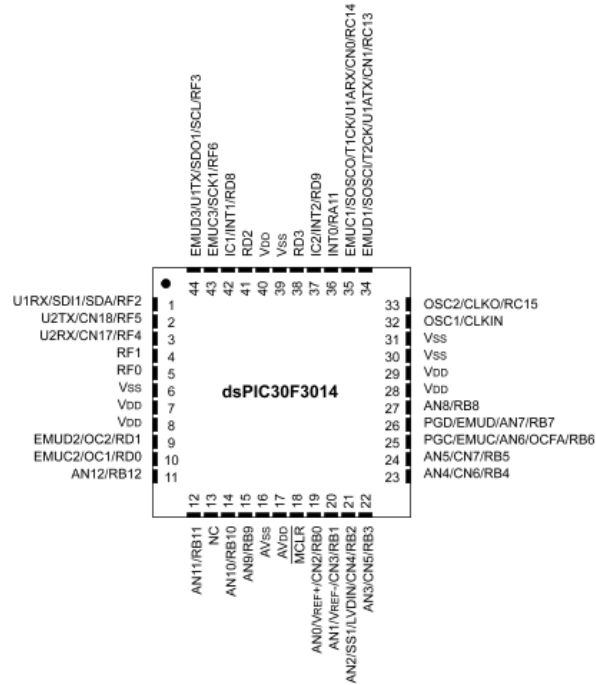 EMUD3/U1TX/SDO1/SCL/RF3
EMUC3/SCK1/RF6
IC1/INT1/RD8
RD2
VDD
VSS
RD3
IC2/INT2/RD9
INT0/RA11
EMUC1/SOSCO/T1CK/U1ARX/CN0/RC14
EMUD1/SOSCI/T2CK/U1ATX/CN1/RC13
44 43 42 41 40 39 38 37 36 35 34
U1RX/SDI1/SDA/RF2 1
U2TX/CN18/RF5 2
U2RX/CN17/RF4 3
RF1 4
RF0 5
VSS 6
VDD 7
VDD 8
EMUD2/OC2/RD1 9
EMUC2/OC1/RD0 10
AN12/RB12 11
dsPIC30F3014
33 OSC2/CLKO/RC15
32 OSC1/CLKIN
31 VSS
30 VSS
29 VDD
28 VDD
27 AN8/RB8
26 PGD/EMUD/AN7/RB7
25 PGC/EMUC/AN6/OCFA/RB6
24 AN5/CN7/RB5
23 AN4/CN6/RB4
12 13 14 15 16 17 18 19 20 21 22
AN11/RB11
NC
AN10/RB10
AN9/RB9
AVSS
AVDD
MCLR
AN0/VREF+/CN2/RB0
AN1/VREF-/CN3/RB1
AN2/SS1/LVDIN/CN4/RB2
AN3/CN5/RB3